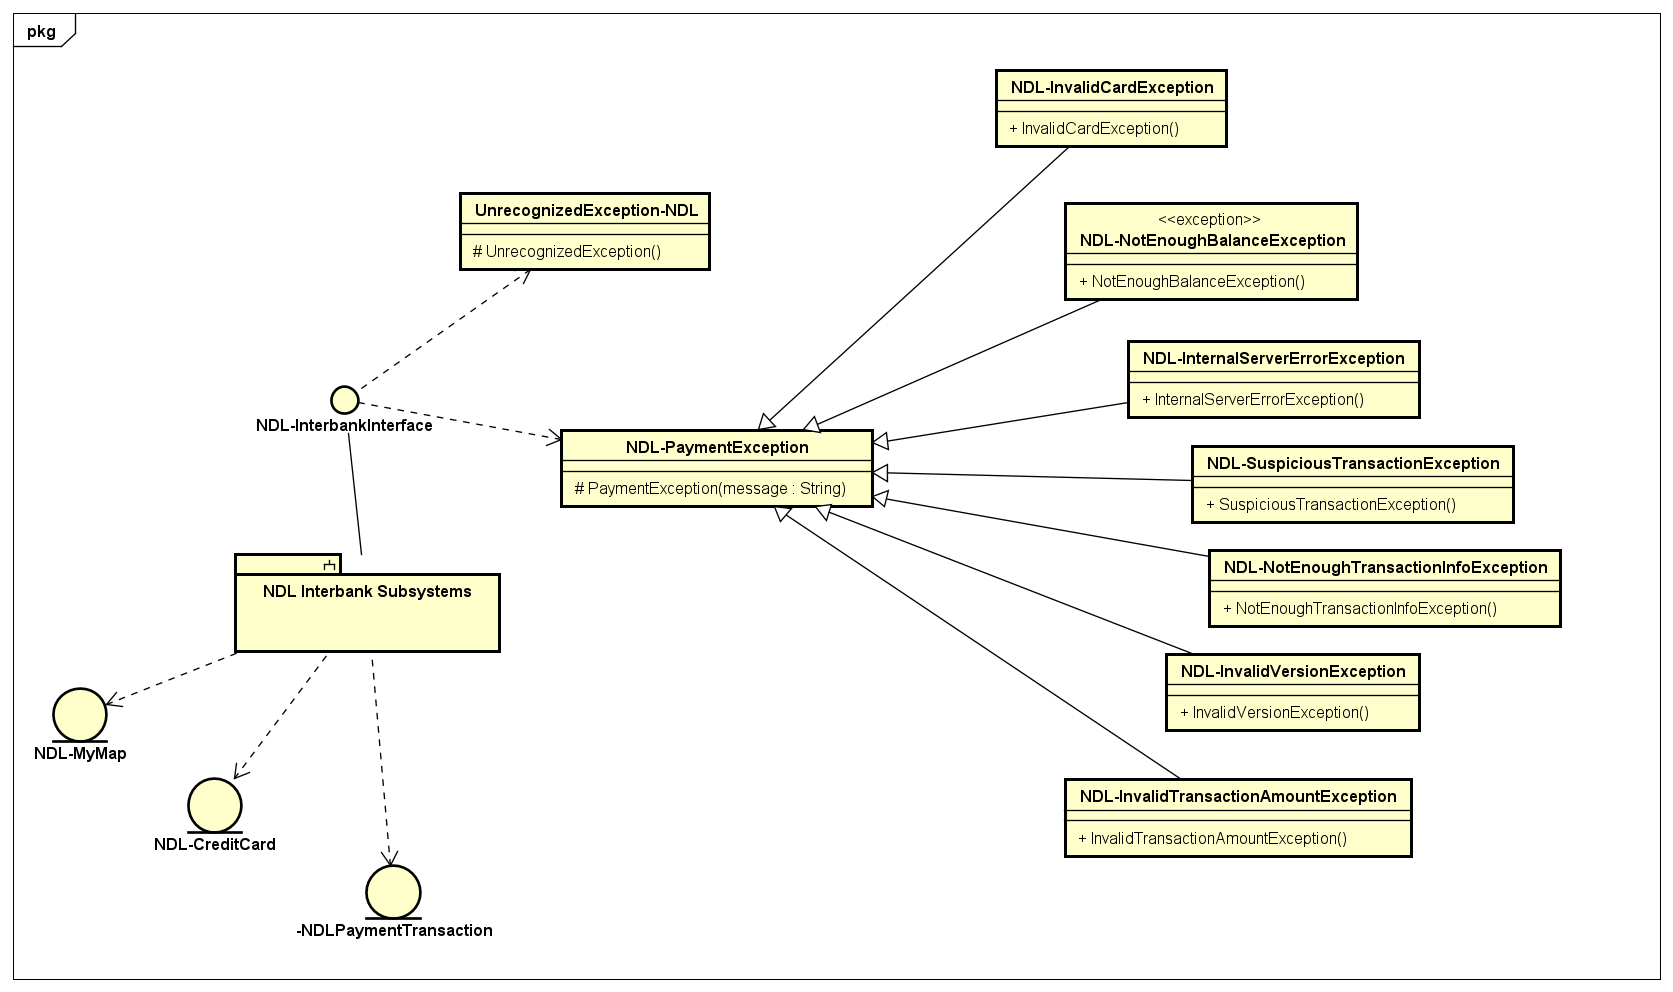 pkg
NDL-InvalidCardException
+ InvalidCardException()
UnrecognizedException-NDL
# UnrecognizedException()
<<exception>>
NDL-NotEnoughBalanceException
+ NotEnoughBalanceException()
NDL-InternalServerErrorException
+ InternalServerErrorException()
NDL-InterbankInterface
NDL-PaymentException
# PaymentException(message : String)
NDL-SuspiciousTransactionException
+ SuspiciousTransactionException()
NDL-NotEnoughTransactionInfoException
+ NotEnoughTransactionInfoException()
NDL Interbank Subsystems
NDL-InvalidVersionException
+ InvalidVersionException()
NDL-MyMap
NDL-InvalidTransactionAmountException
+ InvalidTransactionAmountException()
NDL-CreditCard
-NDLPaymentTransaction